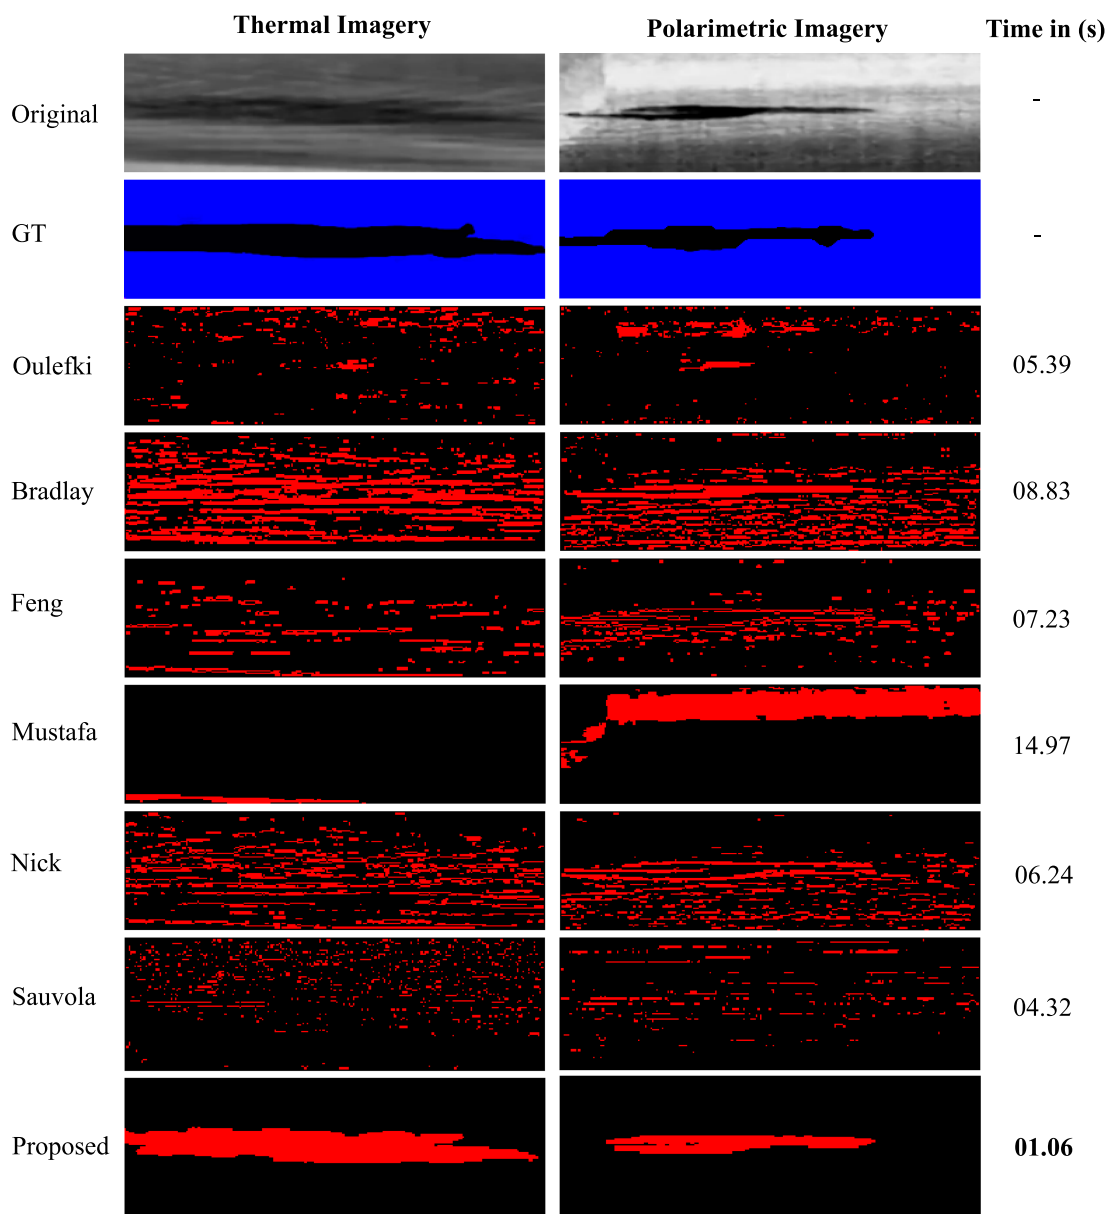 Thermal Imagery Polarimetric Imagery Time in (s)
Original -
GT -
Oulefki 05.39
Bradlay 08.83
Feng 07.23
Mustafa 14.97
Nick 06.24
Sauvola 04.32
Proposed 01.06